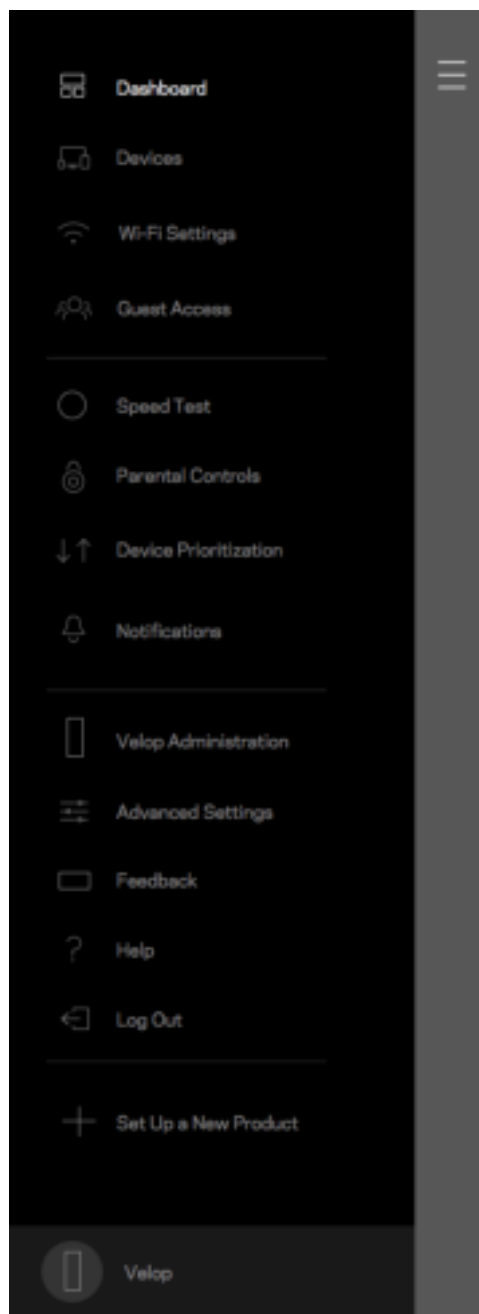 Dashboard
Devices
Wi-Fi Settings
Guest Access
Speed Test
Parental Controls
Device Prioritization
Notifications
Velop Administration
Advanced Settings
Feedback
Help
Log Out
Set Up a New Product
Velop